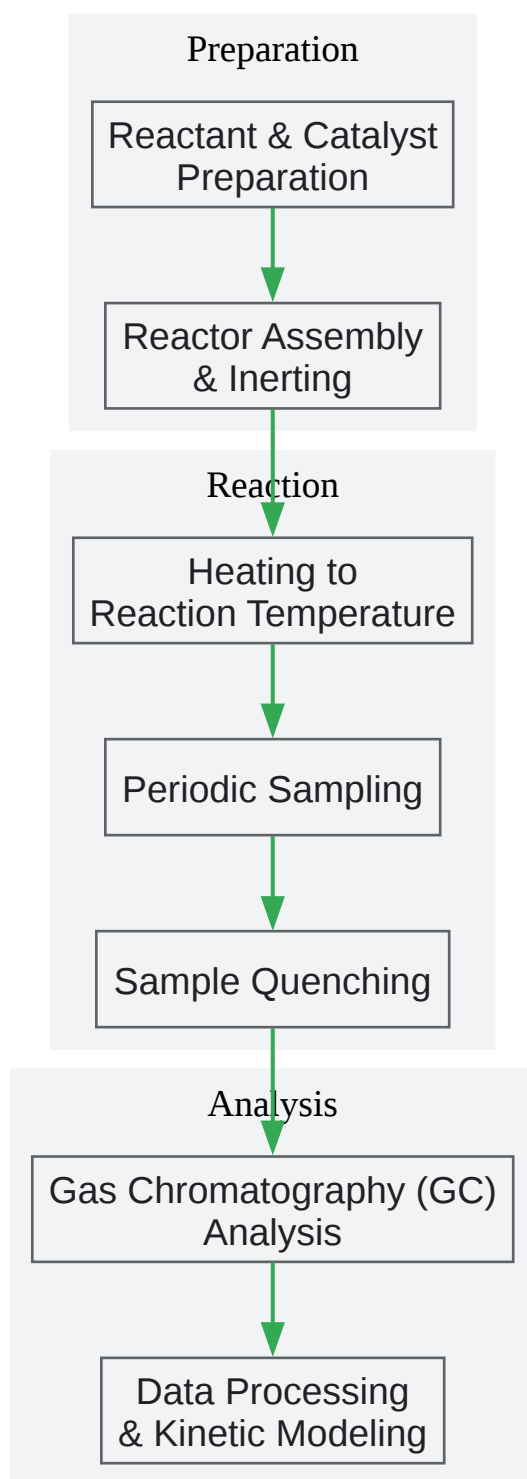 Preparation
Reactant & Catalyst
Preparation
Reactor Assembly
& Inerting
Reaction
Heating to
Reaction Temperature
Periodic Sampling
Sample Quenching
Analysis
Gas Chromatography (GC)
Analysis
Data Processing
& Kinetic Modeling